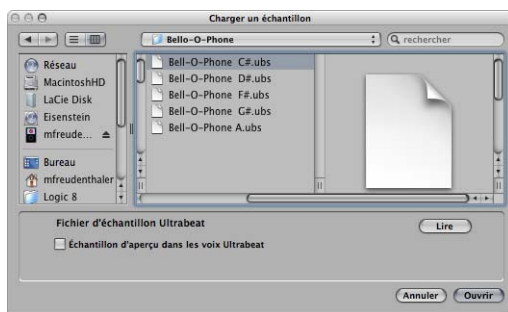 Charger un échantillon
Bello-O-Phone
rechercher
Réseau
MacintoshHD
LaCie Disk
Eisenstein
mfreude...
Bureau
mfreudenthaler
Logic 8
Bell-O-Phone C#.ubs
Bell-O-Phone D#.ubs
Bell-O-Phone F#.ubs
Bell-O-Phone G#.ubs
Bell-O-Phone A.ubs
Fichier d'échantillon Ultrabeat
Lire
Échantillon d'aperçu dans les voix Ultrabeat
Annuler
Ouvrir